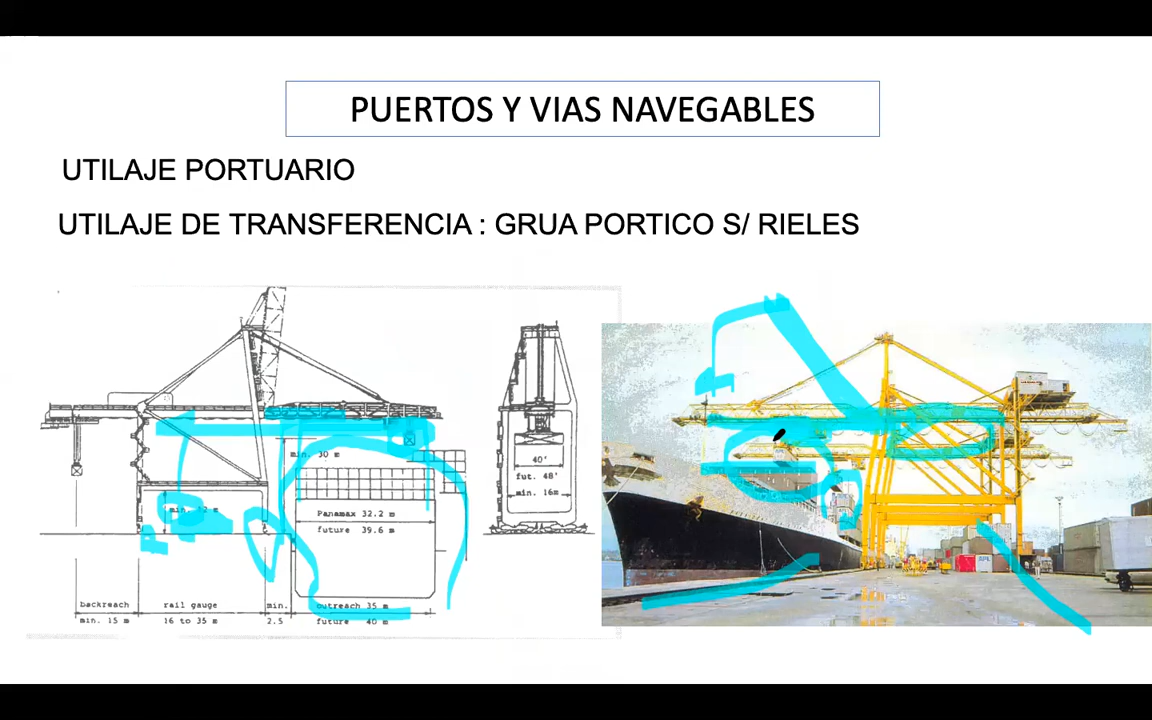 PUERTOS Y VIAS NAVEGABLES
UTILAJE PORTUARIO
UTILAJE DE TRANSFERENCIA : GRUA PORTICO S/ RIELES
min. 30 m
40'
fut. 48'
min. 16m
min. 12 m
Panamax 32.2 m
future 39.6 m
backreach rail gauge min. outreach 35 m
min. 15 m 16 to 35 m 2.5 future 40 m